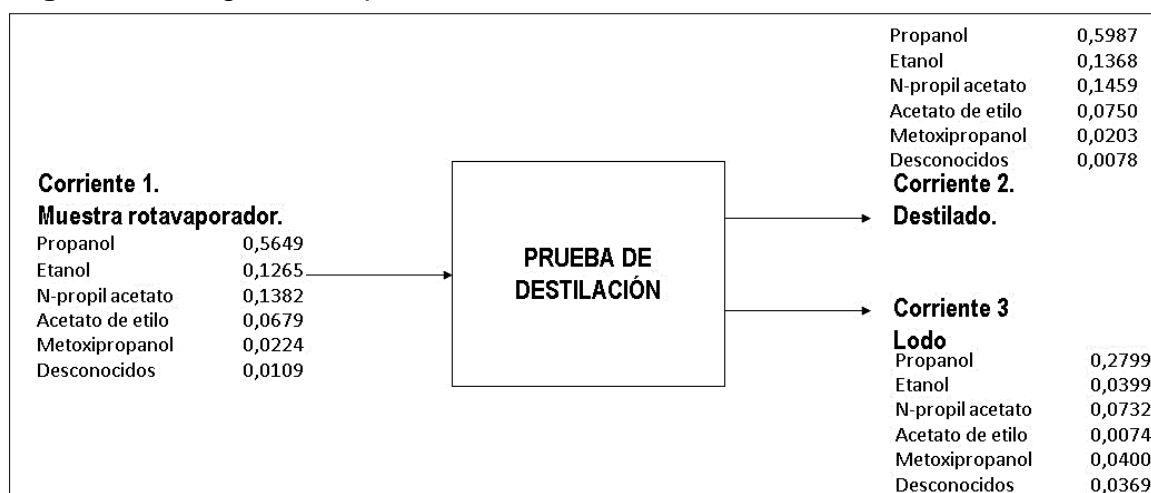 Propanol 0,5987
Etanol 0,1368
N-propil acetato 0,1459
Acetato de etilo 0,0750
Metoxipropanol 0,0203
Desconocidos 0,0078
Corriente 2.
Destilado.
Corriente 1.
Muestra rotavaporador.
Propanol 0,5649
Etanol 0,1265
N-propil acetato 0,1382
Acetato de etilo 0,0679
Metoxipropanol 0,0224
Desconocidos 0,0109
PRUEBA DE
DESTILACIÓN
Corriente 3
Lodo
Propanol 0,2799
Etanol 0,0399
N-propil acetato 0,0732
Acetato de etilo 0,0074
Metoxipropanol 0,0400
Desconocidos 0,0369